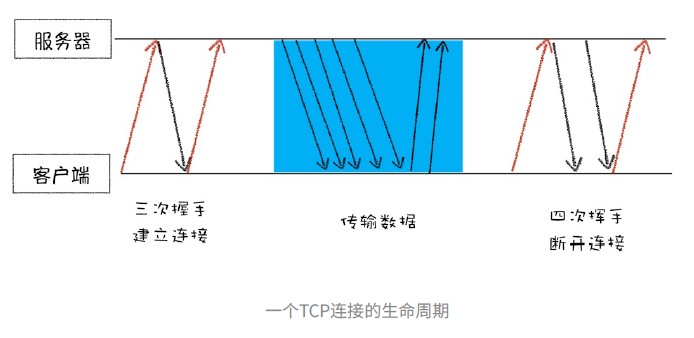 服务器
客户端
三次握手
建立连接
传输数据
四次挥手
断开连接
一个TCP连接的生命周期